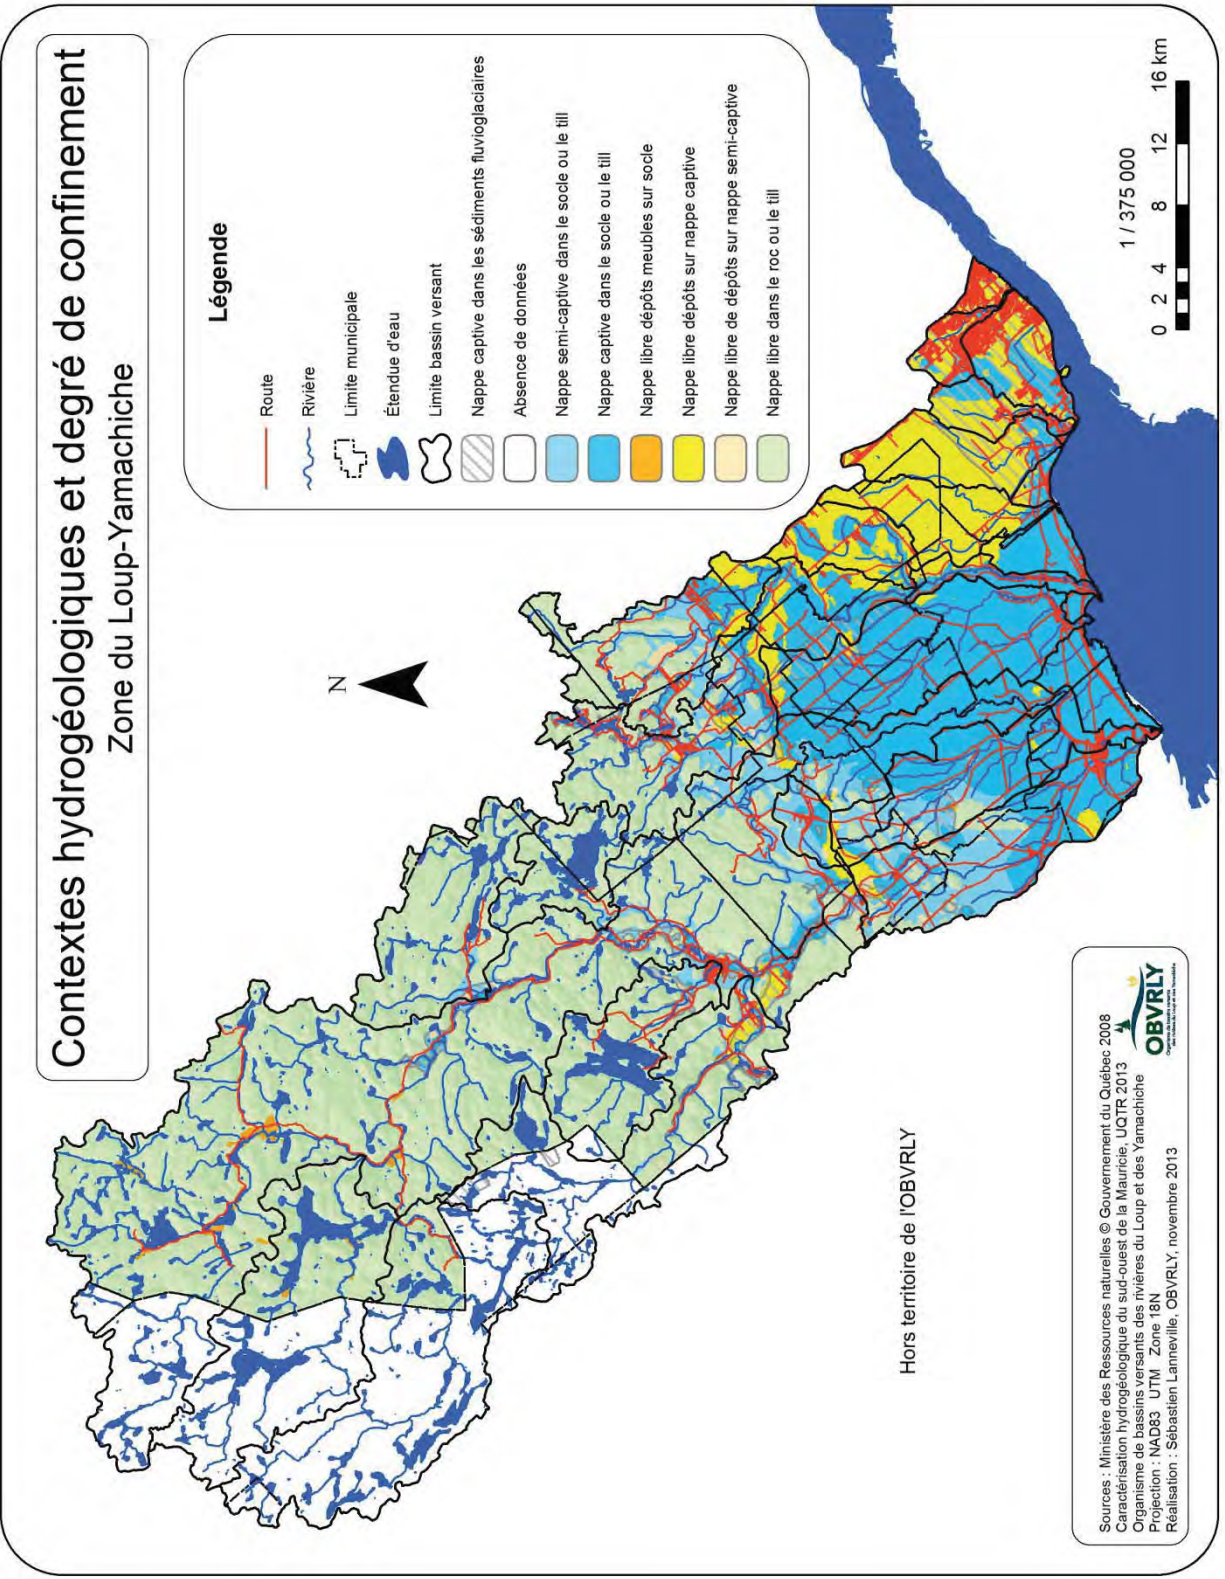 Contextes hydrogéologiques et degré de confinement
Zone du Loup-Yamachiche
Légende
Route
Rivière
Limite municipale
Étendue d'eau
Limite bassin versant
Nappe captive dans les sédiments fluvioglaciaires
Absence de données
Nappe semi-captive dans le socle ou le till
Nappe captive dans le socle ou le till
Nappe libre dépôts meubles sur socle
Nappe libre dépôts sur nappe captive
Nappe libre de dépôts sur nappe semi-captive
Nappe libre dans le roc ou le till
N
Hors territoire de l'OBVRLY
1 / 375 000
0 2 4 8 12 16 km
Sources : Ministère des Ressources naturelles © Gouvernement du Québec 2008
Caractérisation hydrogéologique du sud-ouest de la Mauricie, UQTR 2013
Organisme de bassins versants des rivières du Loup et des Yamachiche
Projection : NAD83 UTM Zone 18N
Réalisation : Sébastien Lanneville, OBVRLY, novembre 2013
OBVRLY